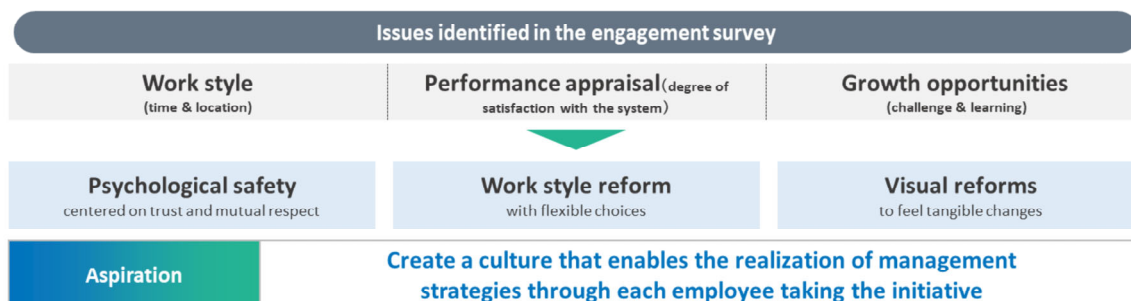 Issues identified in the engagement survey
Work style
(time & location)
Performance appraisal(degree of
satisfaction with the system)
Growth opportunities
(challenge & learning)
Psychological safety
centered on trust and mutual respect
Work style reform
with flexible choices
Visual reforms
to feel tangible changes
Aspiration
Create a culture that enables the realization of management
strategies through each employee taking the initiative